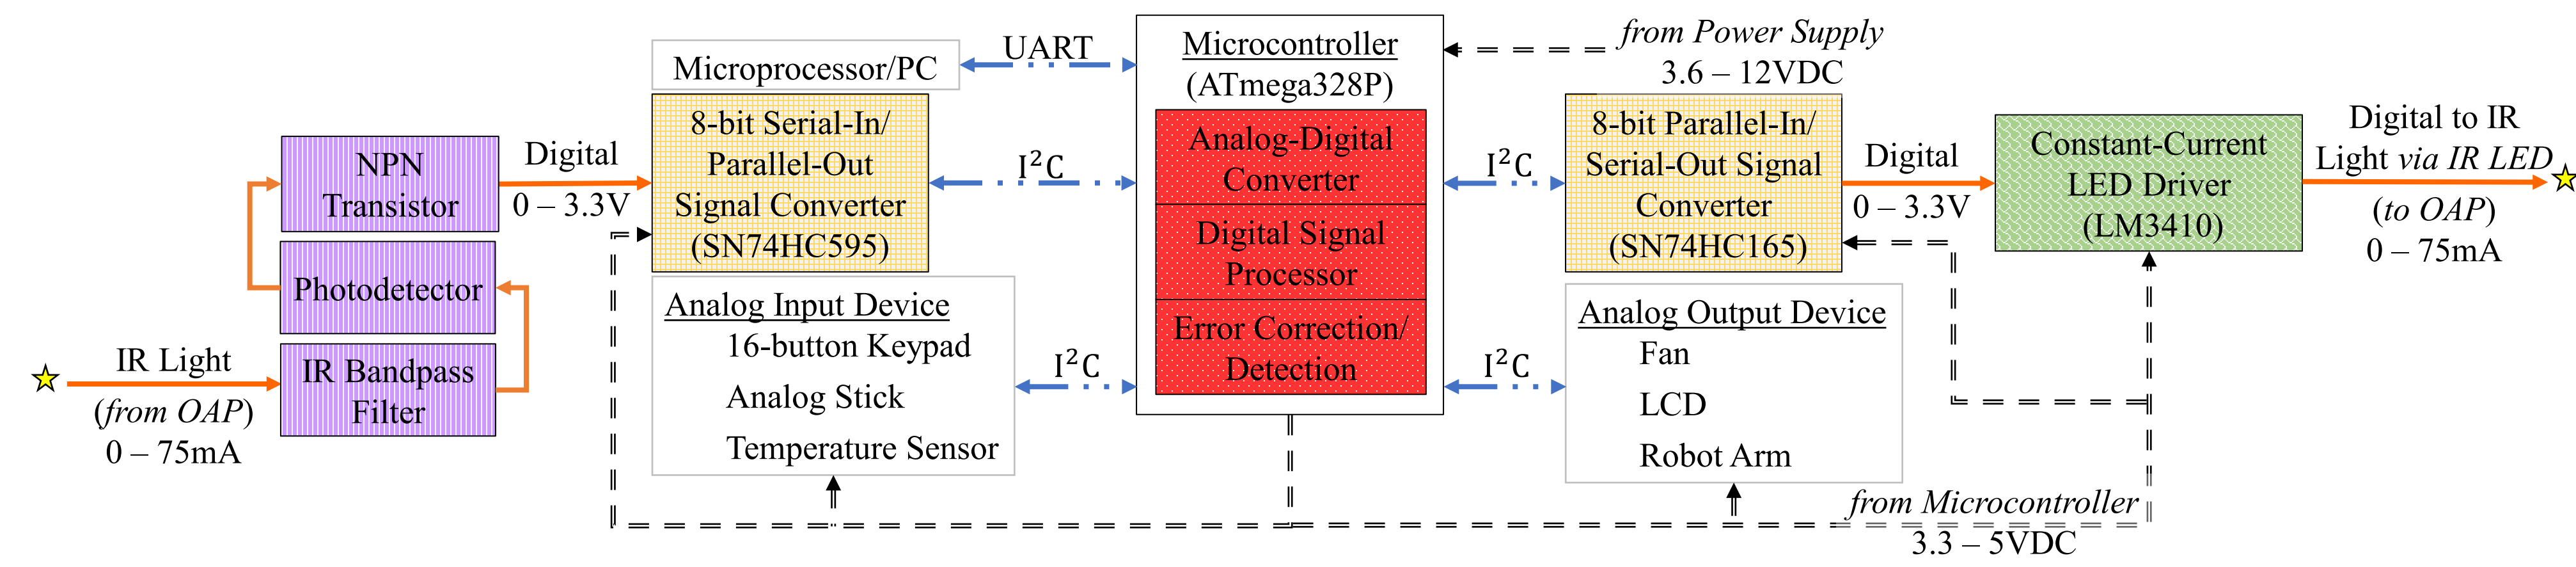 IR Light
(from OAP)
0 – 75mA
IR Bandpass
Filter
Photodetector
NPN
Transistor
Digital
0 – 3.3V
Microprocessor/PC
8-bit Serial-In/
Parallel-Out
Signal Converter
(SN74HC595)
Analog Input Device
16-button Keypad
Analog Stick
Temperature Sensor
UART
I²C
I²C
Microcontroller
(ATmega328P)
Analog-Digital
Converter
Digital Signal
Processor
Error Correction/
Detection
from Power Supply
3.6 – 12VDC
I²C
I²C
8-bit Parallel-In/
Serial-Out Signal
Converter
(SN74HC165)
Analog Output Device
Fan
LCD
Robot Arm
Digital
0 – 3.3V
Constant-Current
LED Driver
(LM3410)
Digital to IR
Light via IR LED
(to OAP)
0 – 75mA
from Microcontroller
3.3 – 5VDC